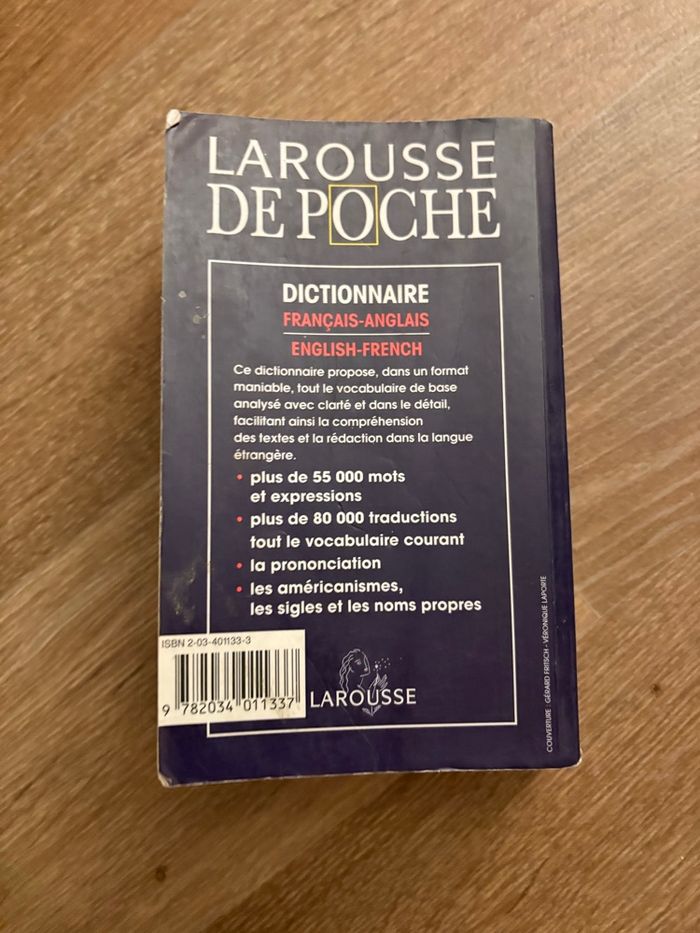 LAROUSSE
DE POCHE
DICTIONNAIRE
FRANÇAIS-ANGLAIS
ENGLISH-FRENCH
Ce dictionnaire propose, dans un format
maniable, tout le vocabulaire de base
analysé avec clarté et dans le détail,
facilitant ainsi la compréhension
des textes et la rédaction dans la langue
étrangère.
• plus de 55 000 mots
et expressions
• plus de 80 000 traductions
tout le vocabulaire courant
• la prononciation
• les américanismes,
les sigles et les noms propres
ISBN 2-03-401133-3
9 782034 011337
LAROUSSE
COUVERTURE : GÉRARD FRITSCH - VÉRONIQUE LAPORTE